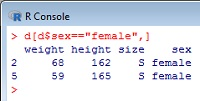 R Console
> d[d$sex=="female",]
  weight height size    sex
2     68    162    S female
5     59    165    S female
>